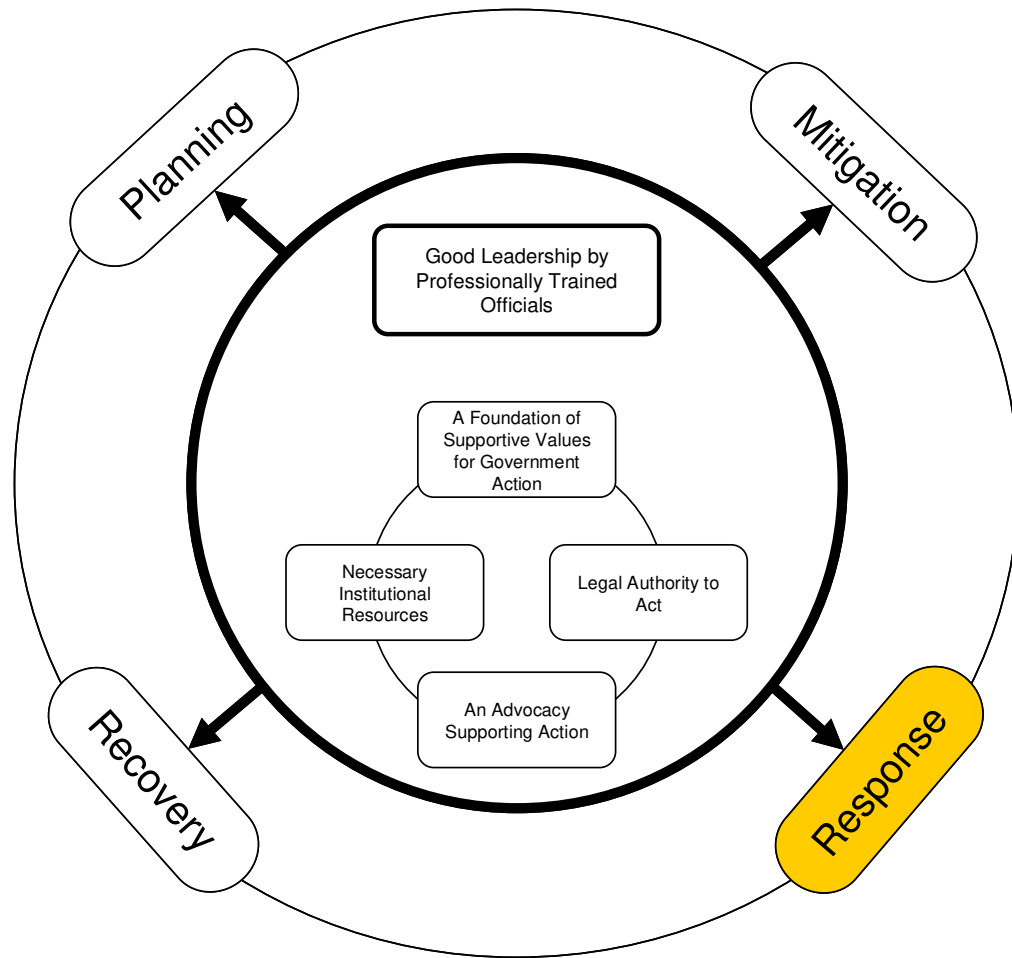 Planning
Mitigation
Good Leadership by
Professionally Trained
Officials
A Foundation of
Supportive Values
for Government
Action
Necessary
Institutional
Resources
Legal Authority to
Act
An Advocacy
Supporting Action
Recovery
Response